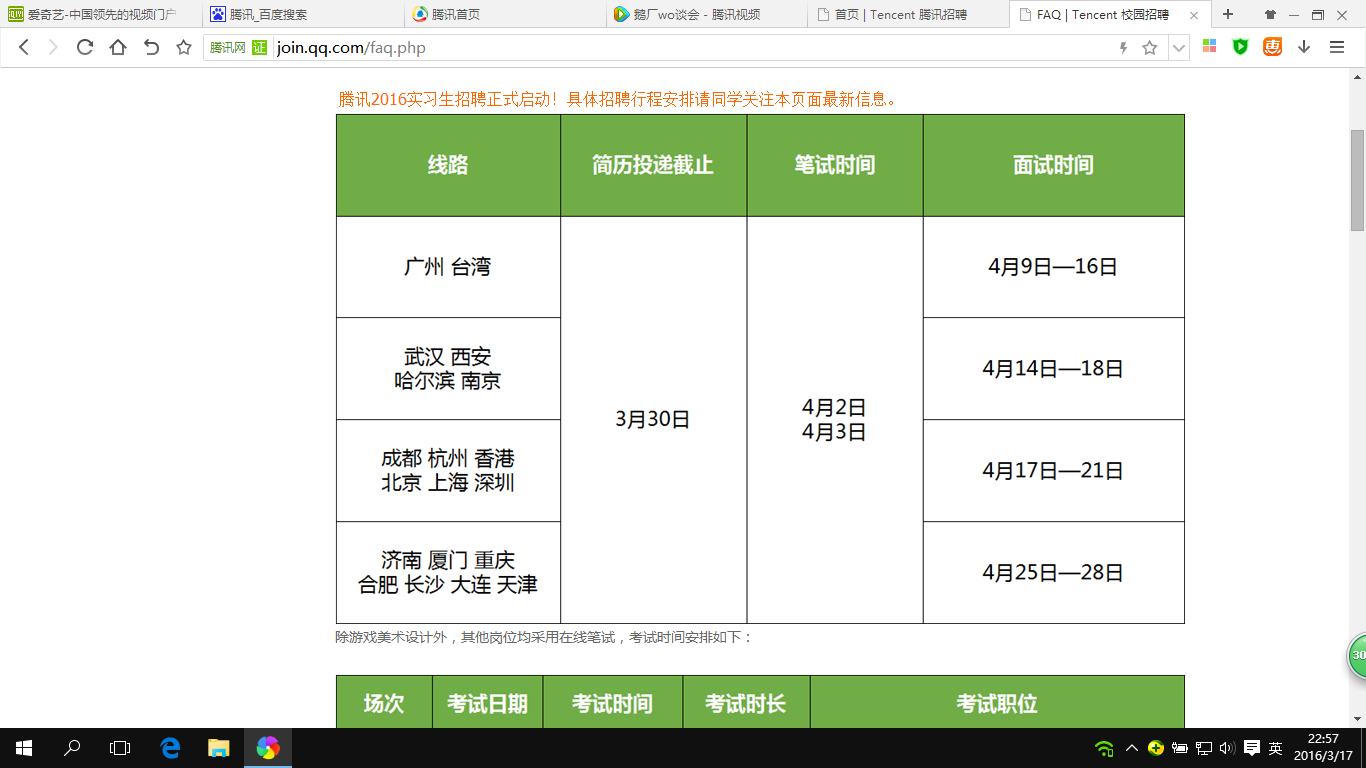 爱奇艺-中国领先的视频门户
腾讯_百度搜索
腾讯首页
鹅厂wo谈会 - 腾讯视频
首页 | Tencent 腾讯招聘
FAQ | Tencent 校园招聘
腾讯网 证 join.qq.com/faq.php
腾讯2016实习生招聘正式启动！具体招聘行程安排请同学关注本页面最新信息。
线路 简历投递截止 笔试时间 面试时间
广州 台湾
4月9日—16日
武汉 西安
哈尔滨 南京
4月14日—18日
3月30日
4月2日
4月3日
成都 杭州 香港
北京 上海 深圳
4月17日—21日
济南 厦门 重庆
合肥 长沙 大连 天津
4月25日—28日
除游戏美术设计外，其他岗位均采用在线笔试，考试时间安排如下：
场次 考试日期 考试时间 考试时长 考试职位
30
英
22:57
2016/3/17